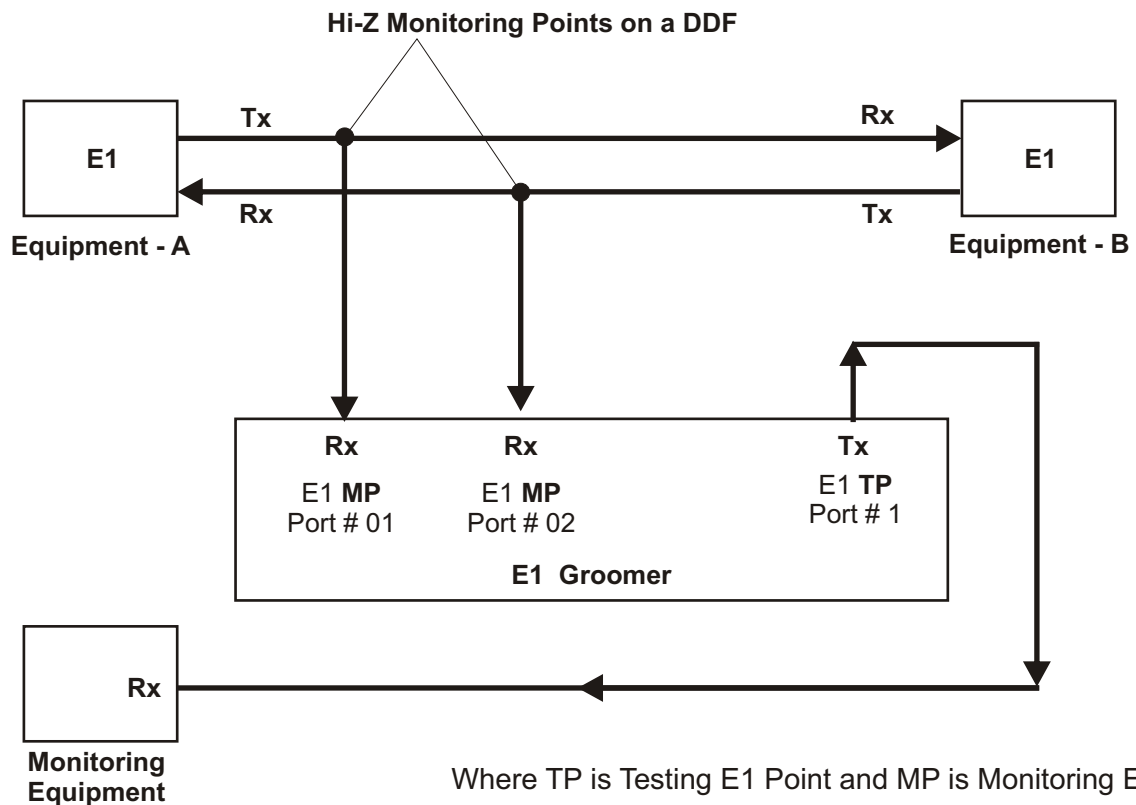 Hi-Z Monitoring Points on a DDF
Tx
Rx
E1
E1
Rx
Tx
Equipment - A
Equipment - B
Rx
Rx
Tx
E1 MP
E1 MP
E1 TP
Port # 01
Port # 02
Port # 1
E1 Groomer
Rx
Monitoring
Equipment
Where TP is Testing E1 Point and MP is Monitoring E